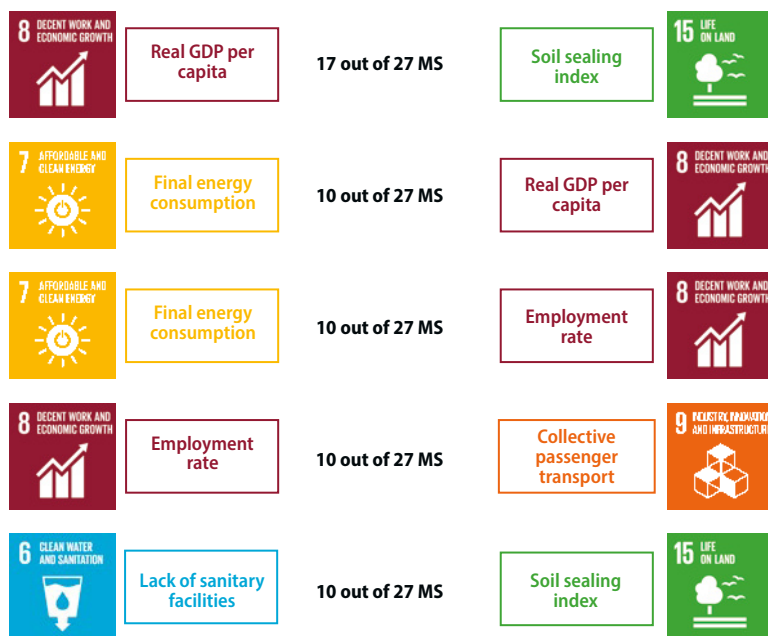 8 DECENT WORK AND
ECONOMIC GROWTH
Real GDP per
capita
17 out of 27 MS
Soil sealing
index
15 LIFE
ON LAND
7 AFFORDABLE AND
CLEAN ENERGY
Final energy
consumption
10 out of 27 MS
Real GDP per
capita
8 DECENT WORK AND
ECONOMIC GROWTH
7 AFFORDABLE AND
CLEAN ENERGY
Final energy
consumption
10 out of 27 MS
Employment
rate
8 DECENT WORK AND
ECONOMIC GROWTH
8 DECENT WORK AND
ECONOMIC GROWTH
Employment
rate
10 out of 27 MS
Collective
passenger
transport
9 INDUSTRY, INNOVATION
AND INFRASTRUCTURE
6 CLEAN WATER
AND SANITATION
Lack of sanitary
facilities
10 out of 27 MS
Soil sealing
index
15 LIFE
ON LAND